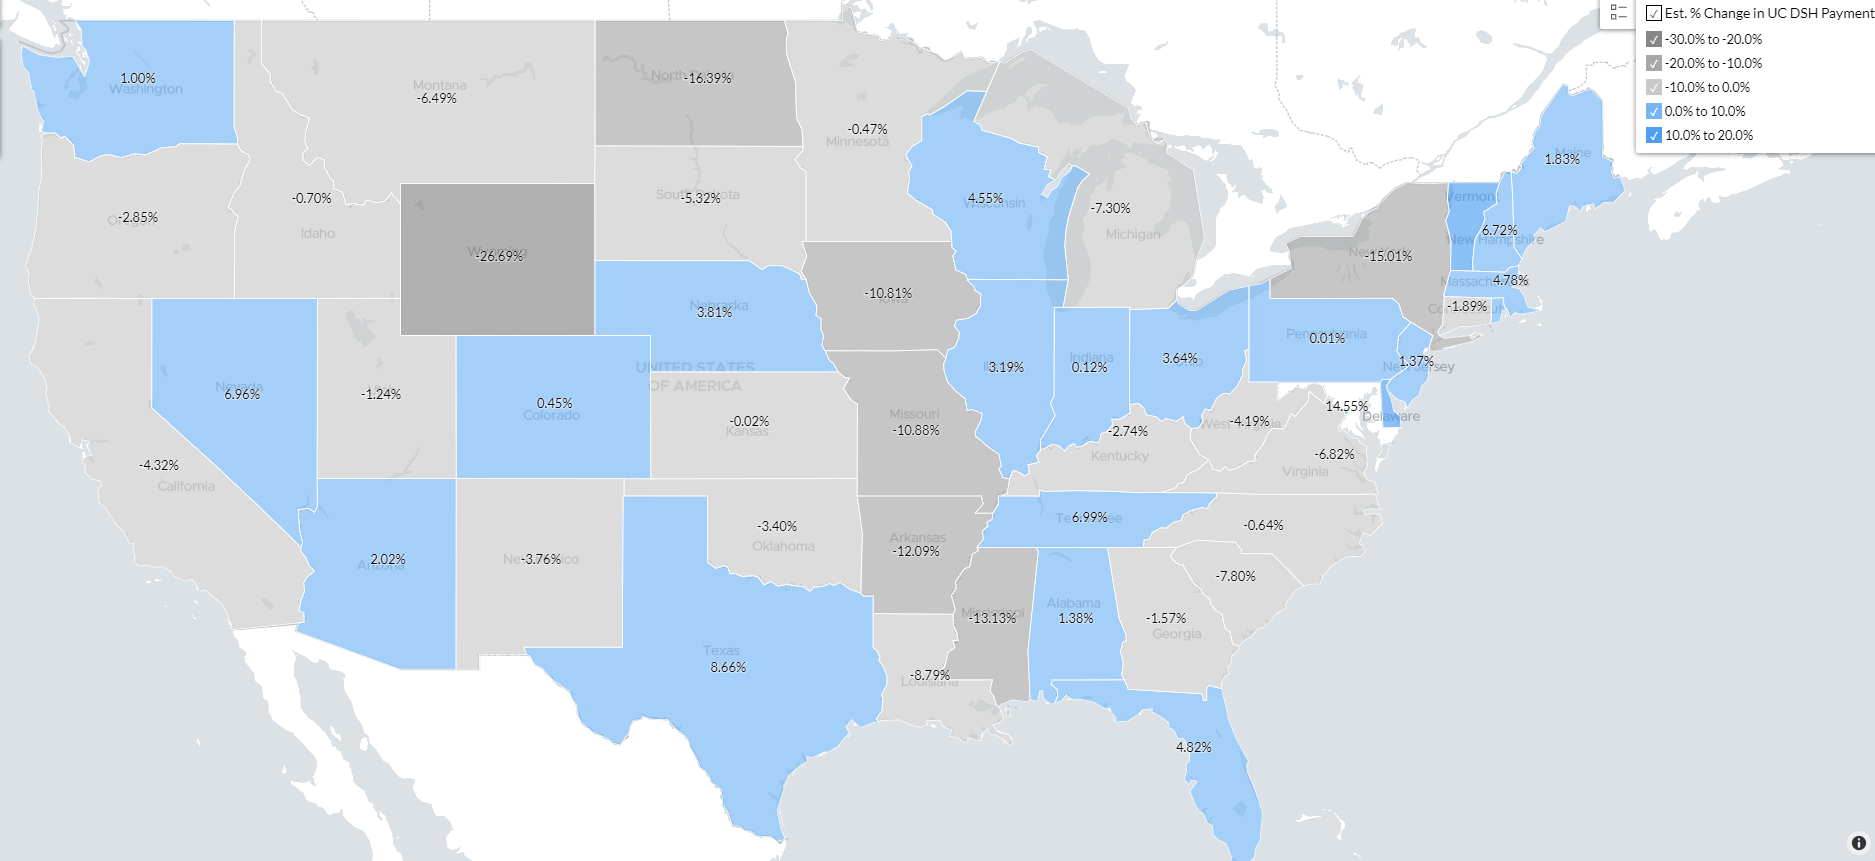 Est. % Change in UC DSH Payment
-30.0% to -20.0%
-20.0% to -10.0%
-10.0% to 0.0%
0.0% to 10.0%
10.0% to 20.0%
1.00%
Washington
Montana
-6.49%
-16.39%
-0.47%
Minnesota
1.83%
Maine
-2.85%
-0.70%
Idaho
-26.69%
-5.32%
4.55%
-7.30%
Michigan
Vermont
6.72%
New Hampshire
-15.01%
4.78%
-1.89%
-10.81%
Nebraska
3.81%
UNITED STATES
OF AMERICA
Nevada
6.96%
-1.24%
0.45%
Colorado
-0.02%
Kansas
Missouri
-10.88%
3.19%
Indiana
0.12%
3.64%
Pennsylvania
0.01%
1.37%
14.55%
Delaware
-4.19%
-6.82%
Virginia
-2.74%
Kentucky
-4.32%
California
2.02%
Arizona
-3.76%
-3.40%
Oklahoma
Arkansas
-12.09%
6.99%
-0.64%
-7.80%
-13.13%
Alabama
1.38%
-1.57%
Georgia
Texas
8.66%
-8.79%
Louisiana
4.82%